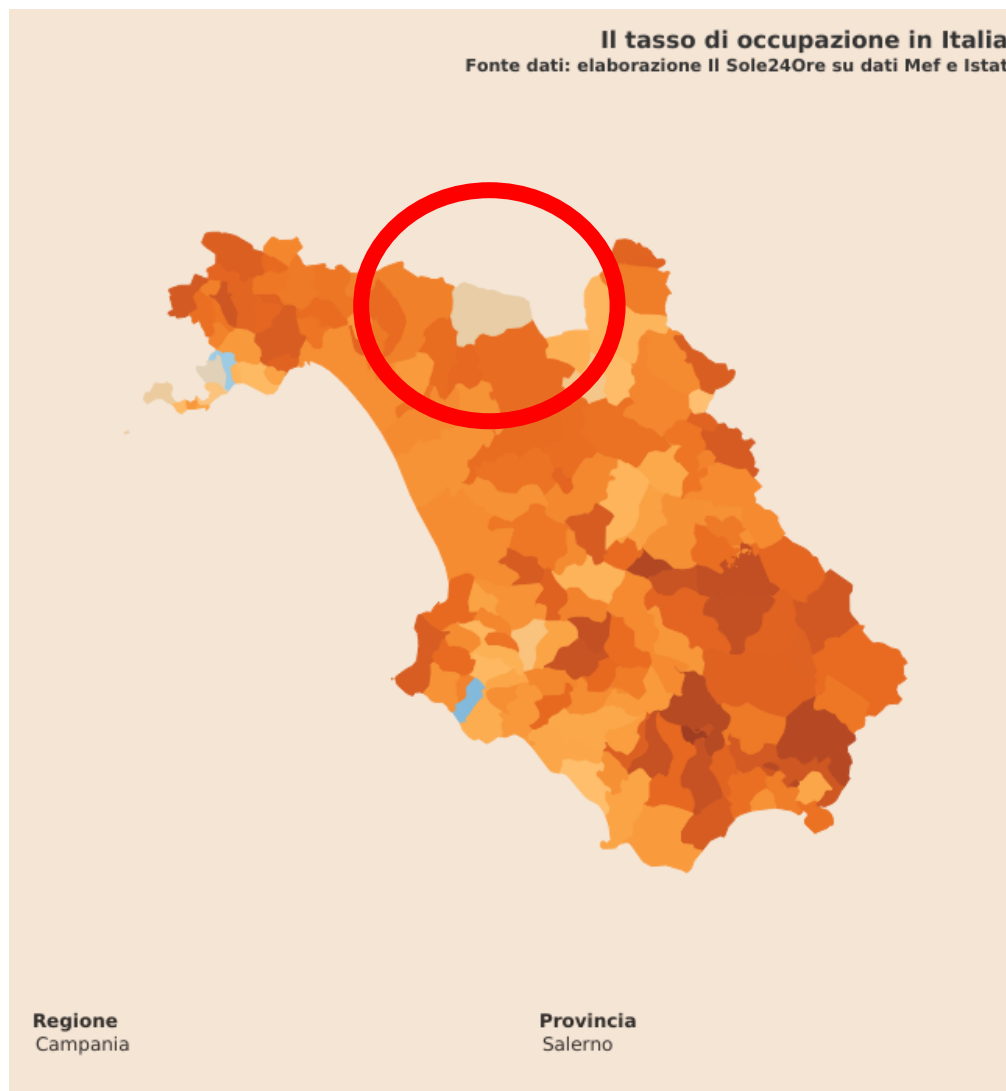 Il tasso di occupazione in Italia
Fonte dati: elaborazione Il Sole24Ore su dati Mef e Istat
Regione
Campania
Provincia
Salerno